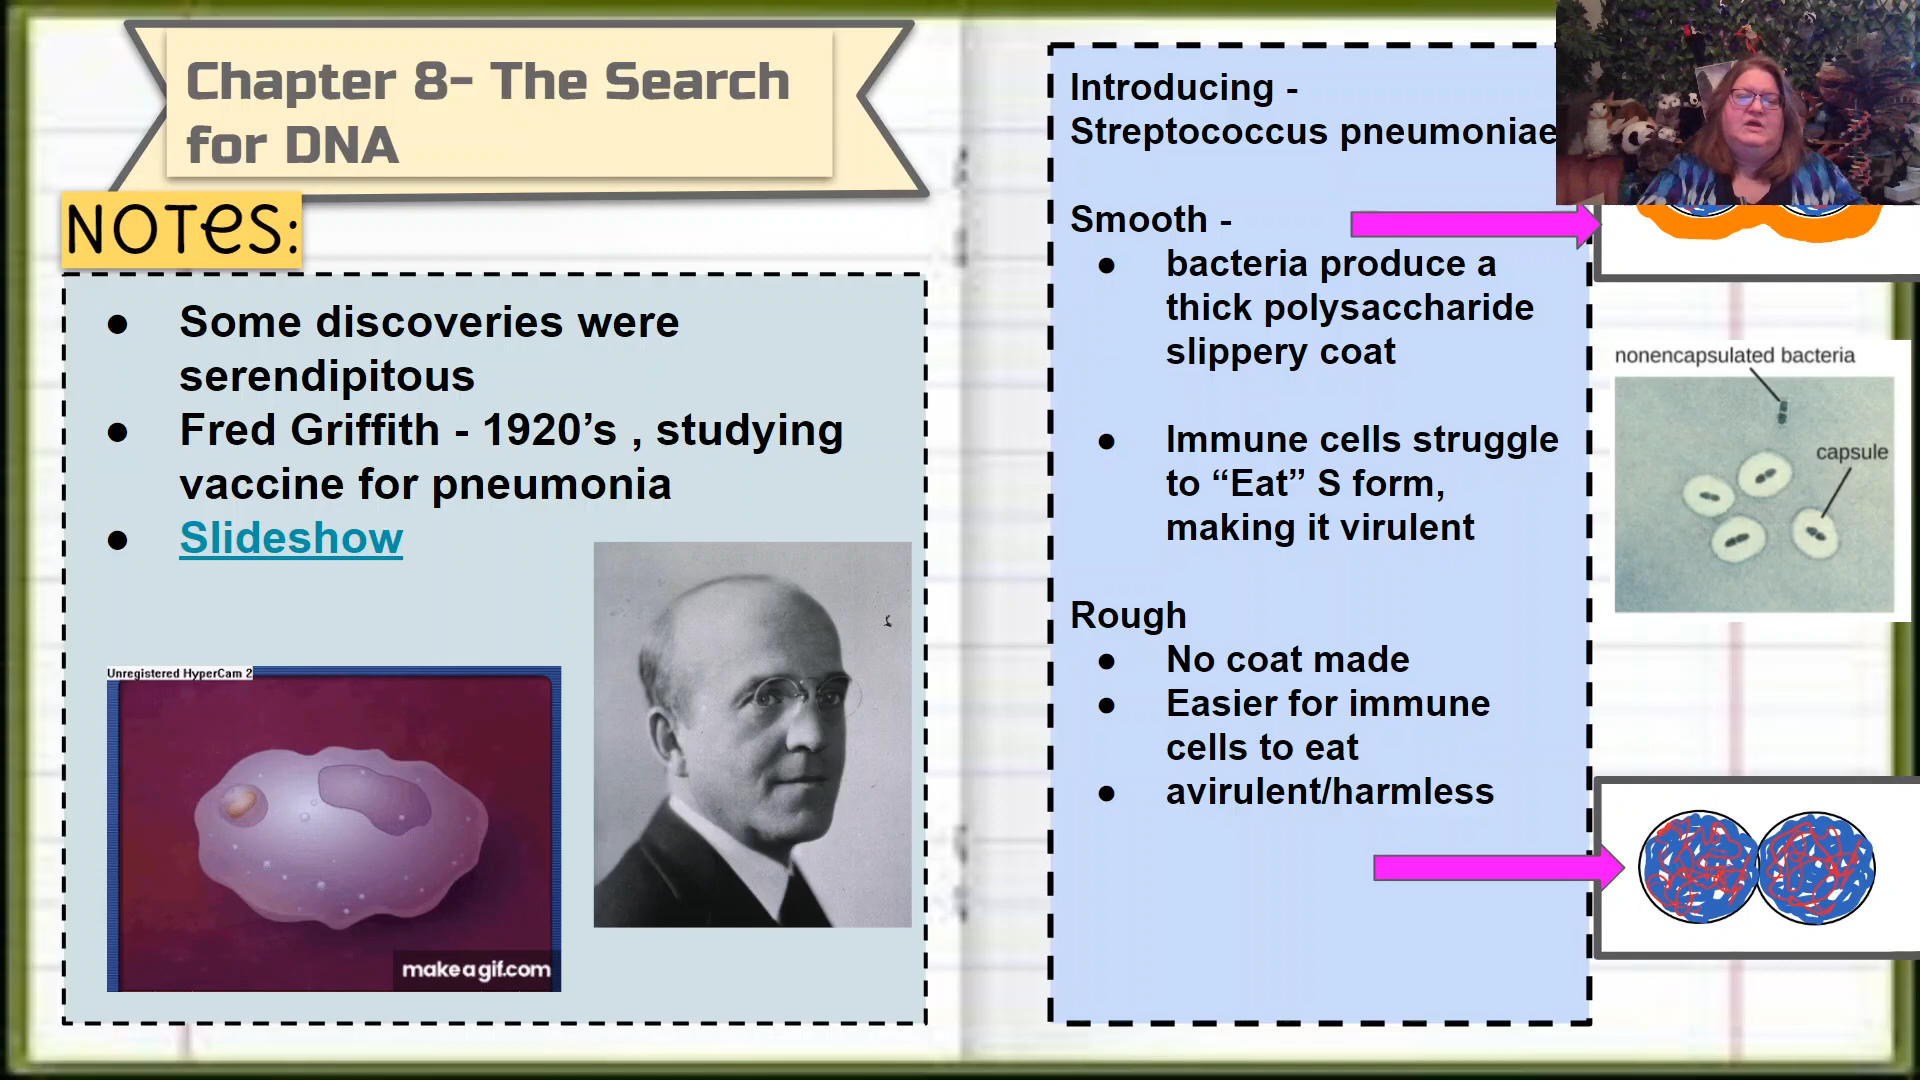 Chapter 8- The Search
for DNA
NOTES:
● Some discoveries were
serendipitous
● Fred Griffith - 1920’s , studying
vaccine for pneumonia
● Slideshow
Unregistered HyperCam 2
makeagif.com
Introducing -
Streptococcus pneumoniae
Smooth -
● bacteria produce a
thick polysaccharide
slippery coat
● Immune cells struggle
to “Eat” S form,
making it virulent
Rough
● No coat made
● Easier for immune
cells to eat
● avirulent/harmless
nonencapsulated bacteria
capsule